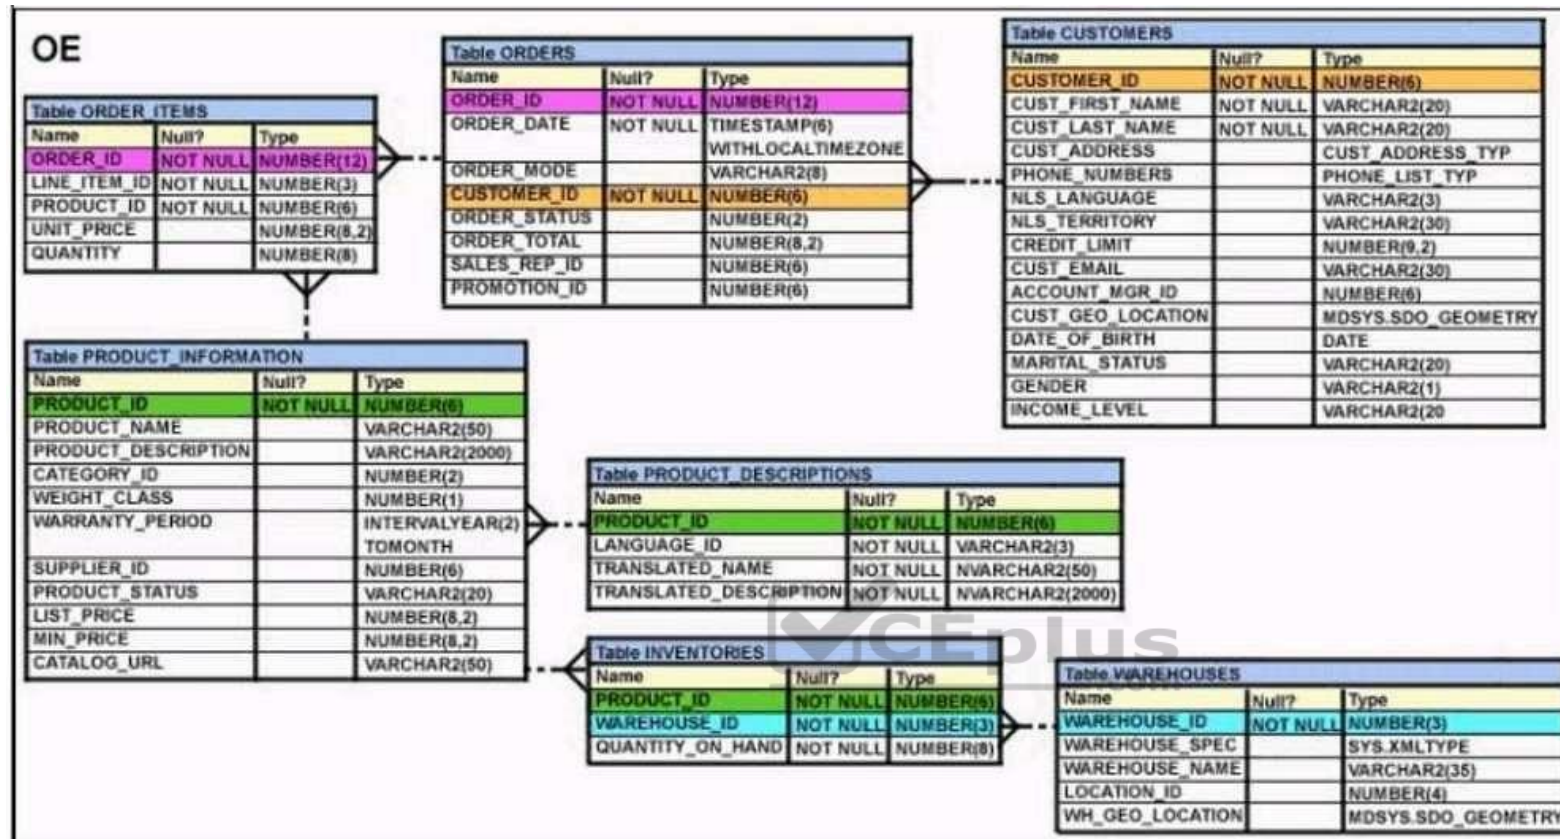 OE
Table ORDER_ITEMS
Name Null? Type
ORDER_ID NOT NULL NUMBER(12)
LINE_ITEM_ID NOT NULL NUMBER(3)
PRODUCT_ID NOT NULL NUMBER(6)
UNIT_PRICE NUMBER(8,2)
QUANTITY NUMBER(8)
Table ORDERS
Name Null? Type
ORDER_ID NOT NULL NUMBER(12)
ORDER_DATE NOT NULL TIMESTAMP(6)
WITHLOCALTIMEZONE
ORDER_MODE VARCHAR2(8)
CUSTOMER_ID NOT NULL NUMBER(6)
ORDER_STATUS NUMBER(2)
ORDER_TOTAL NUMBER(8,2)
SALES_REP_ID NUMBER(6)
PROMOTION_ID NUMBER(6)
Table CUSTOMERS
Name Null? Type
CUSTOMER_ID NOT NULL NUMBER(6)
CUST_FIRST_NAME NOT NULL VARCHAR2(20)
CUST_LAST_NAME NOT NULL VARCHAR2(20)
CUST_ADDRESS CUST_ADDRESS_TYP
PHONE_NUMBERS PHONE_LIST_TYP
NLS_LANGUAGE VARCHAR2(3)
NLS_TERRITORY VARCHAR2(30)
CREDIT_LIMIT NUMBER(9,2)
CUST_EMAIL VARCHAR2(30)
ACCOUNT_MGR_ID NUMBER(6)
CUST_GEO_LOCATION MDSYS.SDO_GEOMETRY
DATE_OF_BIRTH DATE
MARITAL_STATUS VARCHAR2(20)
GENDER VARCHAR2(1)
INCOME_LEVEL VARCHAR2(20
Table PRODUCT_INFORMATION
Name Null? Type
PRODUCT_ID NOT NULL NUMBER(6)
PRODUCT_NAME VARCHAR2(50)
PRODUCT_DESCRIPTION VARCHAR2(2000)
CATEGORY_ID NUMBER(2)
WEIGHT_CLASS NUMBER(1)
WARRANTY_PERIOD INTERVALYEAR(2)
TOMONTH
SUPPLIER_ID NUMBER(6)
PRODUCT_STATUS VARCHAR2(20)
LIST_PRICE NUMBER(8,2)
MIN_PRICE NUMBER(8,2)
CATALOG_URL VARCHAR2(50)
Table PRODUCT_DESCRIPTIONS
Name Null? Type
PRODUCT_ID NOT NULL NUMBER(6)
LANGUAGE_ID NOT NULL VARCHAR2(3)
TRANSLATED_NAME NOT NULL NVARCHAR2(50)
TRANSLATED_DESCRIPTION NOT NULL NVARCHAR2(2000)
CEplus
.com
Table INVENTORIES
Name Null? Type
PRODUCT_ID NOT NULL NUMBER(6)
WAREHOUSE_ID NOT NULL NUMBER(3)
QUANTITY_ON_HAND NOT NULL NUMBER(8)
Table WAREHOUSES
Name Null? Type
WAREHOUSE_ID NOT NULL NUMBER(3)
WAREHOUSE_SPEC SYS.XMLTYPE
WAREHOUSE_NAME VARCHAR2(35)
LOCATION_ID NUMBER(4)
WH_GEO_LOCATION MDSYS.SDO_GEOMETRY